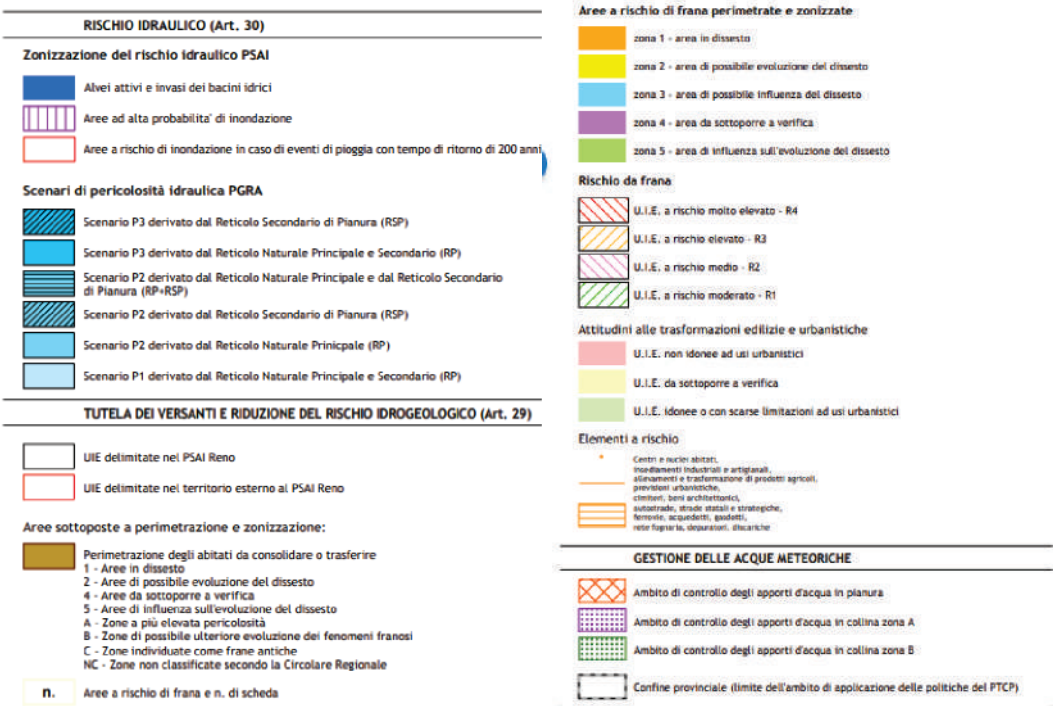 RISCHIO IDRAULICO (Art. 30)
Zonizzazione del rischio idraulico PSAI
Alvei attivi e invasi dei bacini idrici
Aree ad alta probabilita' di inondazione
Aree a rischio di inondazione in caso di eventi di pioggia con tempo di ritorno di 200 anni
Scenari di pericolosità idraulica PGRA
Scenario P3 derivato dal Reticolo Secondario di Pianura (RSP)
Scenario P3 derivato dal Reticolo Naturale Principale e Secondario (RP)
Scenario P2 derivato dal Reticolo Naturale Principale e dal Reticolo Secondario
di Pianura (RP+RSP)
Scenario P2 derivato dal Reticolo Secondario di Pianura (RSP)
Scenario P2 derivato dal Reticolo Naturale Prinicpale (RP)
Scenario P1 derivato dal Reticolo Naturale Principale e Secondario (RP)
TUTELA DEI VERSANTI E RIDUZIONE DEL RISCHIO IDROGEOLOGICO (Art. 29)
UIE delimitate nel PSAI Reno
UIE delimitate nel territorio esterno al PSAI Reno
Aree sottoposte a perimetrazione e zonizzazione:
Perimetrazione degli abitati da consolidare o trasferire
1 - Aree in dissesto
2 - Aree di possibile evoluzione del dissesto
4 - Aree da sottoporre a verifica
5 - Aree di influenza sull'evoluzione del dissesto
A - Zone a più elevata pericolosità
B - Zone di possibile ulteriore evoluzione dei fenomeni franosi
C - Zone individuate come frane antiche
NC - Zone non classificate secondo la Circolare Regionale
n. Aree a rischio di frana e n. di scheda
Aree a rischio di frana perimetrate e zonizzate
zona 1 - area in dissesto
zona 2 - area di possibile evoluzione del dissesto
zona 3 - area di possibile influenza del dissesto
zona 4 - area da sottoporre a verifica
zona 5 - area di influenza sull'evoluzione del dissesto
Rischio da frana
U.I.E. a rischio molto elevato - R4
U.I.E. a rischio elevato - R3
U.I.E. a rischio medio - R2
U.I.E. a rischio moderato - R1
Attitudini alle trasformazioni edilizie e urbanistiche
U.I.E. non idonee ad usi urbanistici
U.I.E. da sottoporre a verifica
U.I.E. idonee o con scarse limitazioni ad usi urbanistici
Elementi a rischio
Centri e nuclei abitati,
insediamenti industriali e artigianali,
allevamenti e trasformazione di prodotti agricoli,
previsioni urbanistiche,
cimiteri, beni architettonici,
autostrade, strade statali e strategiche,
ferrovie, acquedotti, gasdotti,
rete fognaria, depuratori, discariche
GESTIONE DELLE ACQUE METEORICHE
Ambito di controllo degli apporti d'acqua in pianura
Ambito di controllo degli apporti d'acqua in collina zona A
Ambito di controllo degli apporti d'acqua in collina zona B
Confine provinciale (limite dell'ambito di applicazione delle politiche del PTCP)